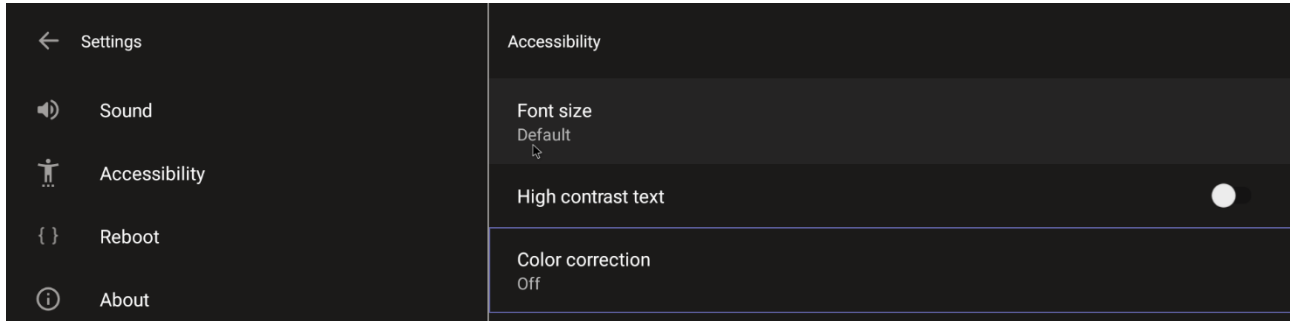 Settings
Sound
Accessibility
Reboot
About
Accessibility
Font size
Default
High contrast text
Color correction
Off